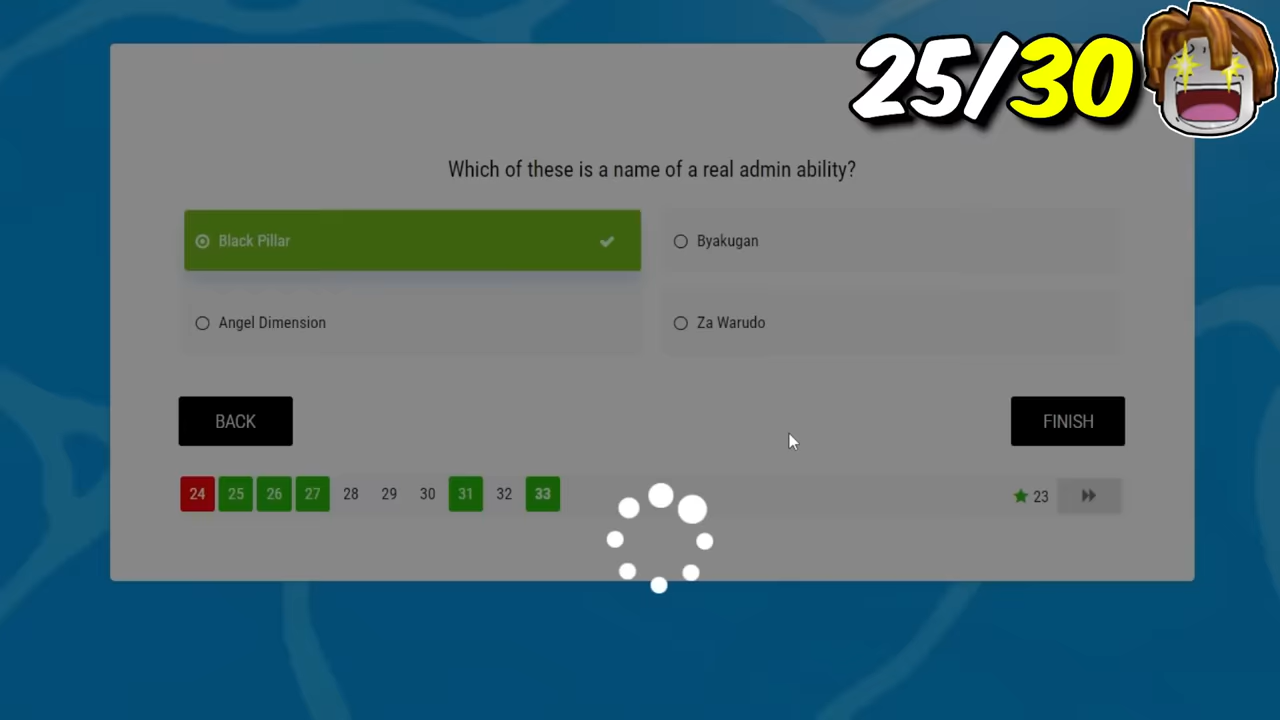 25/30
Which of these is a name of a real admin ability?
Black Pillar
Byakugan
Angel Dimension
Za Warudo
BACK
FINISH
24 25 26 27 28 29 30 31 32 33
23